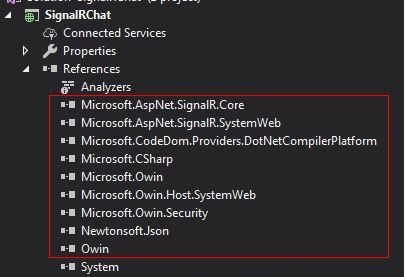 SignalRChat
Connected Services
Properties
References
Analyzers
Microsoft.AspNet.SignalR.Core
Microsoft.AspNet.SignalR.SystemWeb
Microsoft.CodeDom.Providers.DotNetCompilerPlatform
Microsoft.CSharp
Microsoft.Owin
Microsoft.Owin.Host.SystemWeb
Microsoft.Owin.Security
Newtonsoft.Json
Owin
System